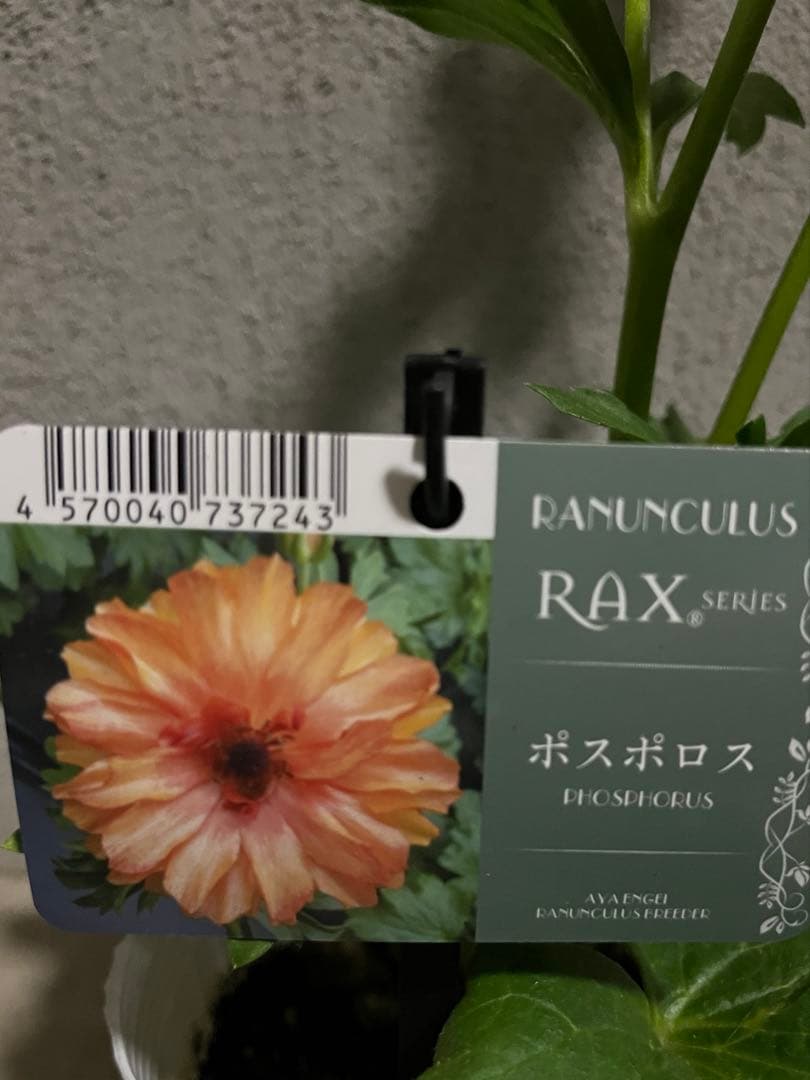 4 570040 737243
RANUNCULUS
RAX® SERIES
ポスポロス
PHOSPHORUS
AYA ENGEI
RANUNCULUS BREEDER